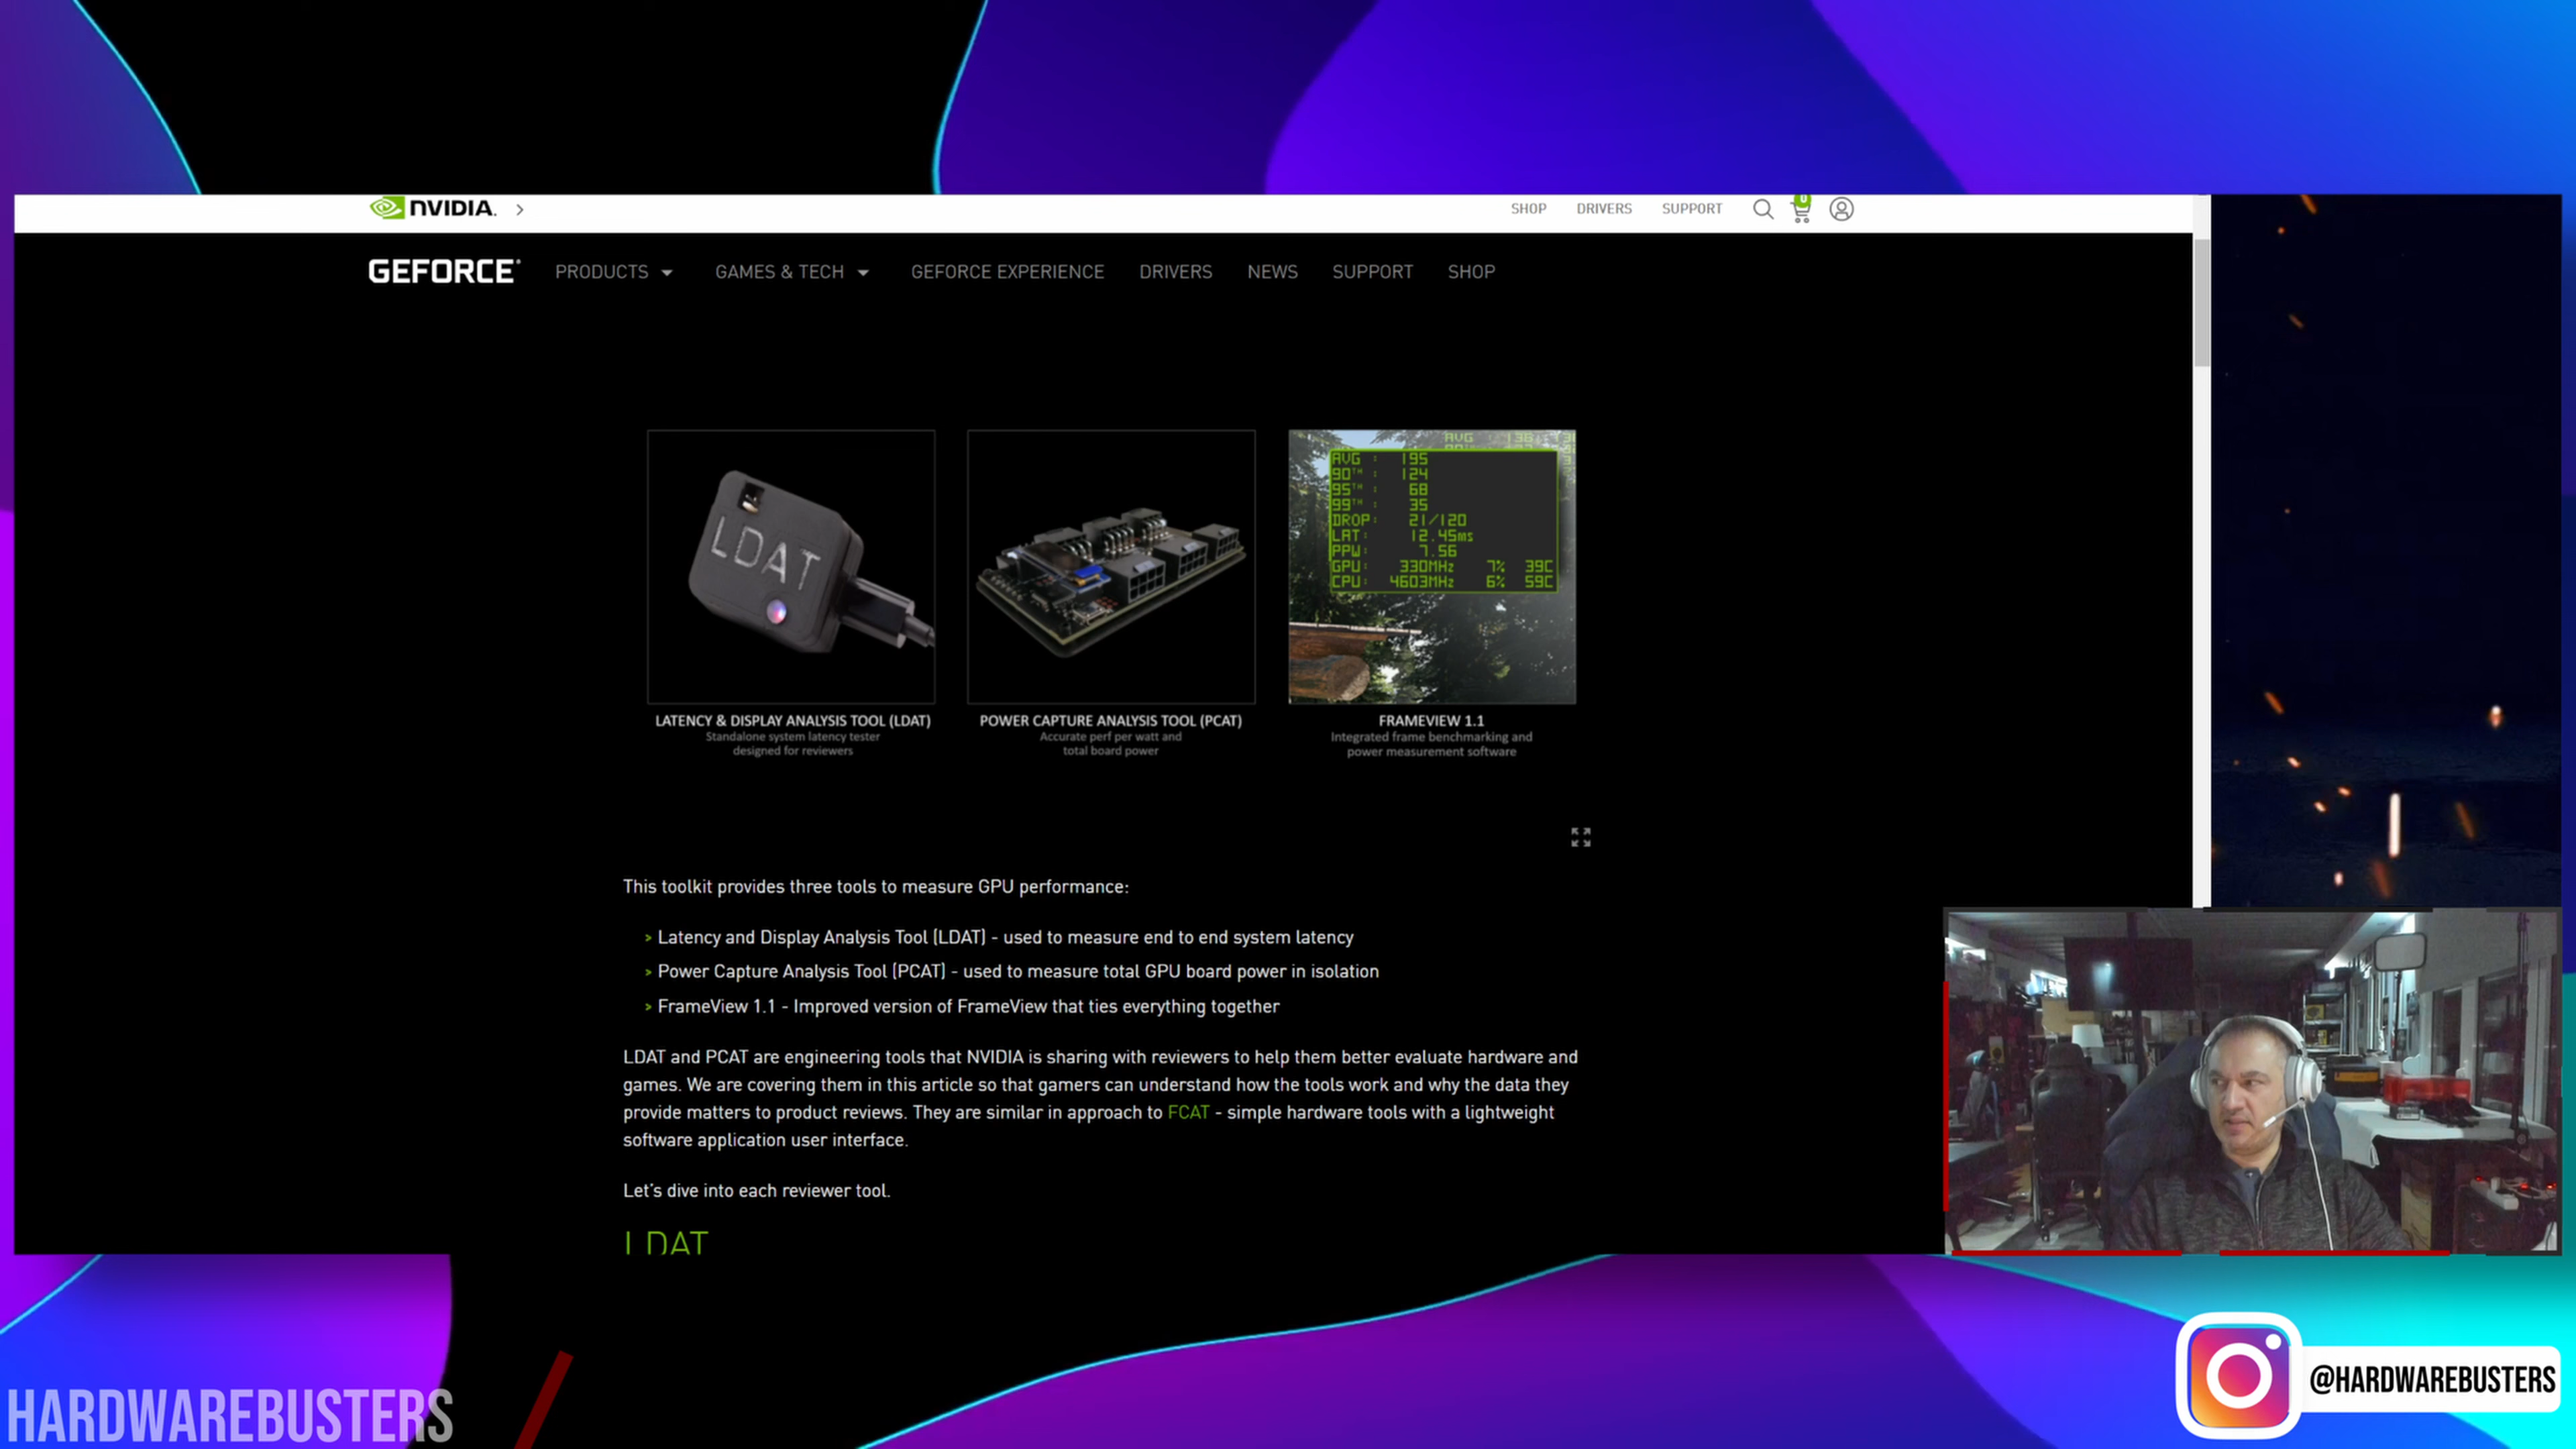 NVIDIA.
SHOP DRIVERS SUPPORT
0
GEFORCE PRODUCTS GAMES & TECH GEFORCE EXPERIENCE DRIVERS NEWS SUPPORT SHOP
LDAT
AVG : 195
90TH : 124
95TH : 68
99TH : 35
DROP: 21/120
LAT: 12.45ms
PPW: 7.56
GPU: 330MHz 7% 39C
CPU: 4603MHz 6% 59C
LATENCY & DISPLAY ANALYSIS TOOL (LDAT)
Standalone system latency tester
designed for reviewers
POWER CAPTURE ANALYSIS TOOL (PCAT)
Accurate perf per watt and
total board power
FRAMEVIEW 1.1
Integrated frame benchmarking and
power measurement software
This toolkit provides three tools to measure GPU performance:
> Latency and Display Analysis Tool (LDAT) - used to measure end to end system latency
> Power Capture Analysis Tool (PCAT) - used to measure total GPU board power in isolation
> FrameView 1.1 - Improved version of FrameView that ties everything together
LDAT and PCAT are engineering tools that NVIDIA is sharing with reviewers to help them better evaluate hardware and
games. We are covering them in this article so that gamers can understand how the tools work and why the data they
provide matters to product reviews. They are similar in approach to FCAT - simple hardware tools with a lightweight
software application user interface.
Let's dive into each reviewer tool.
LDAT
HARDWAREBUSTERS
@HARDWAREBUSTERS